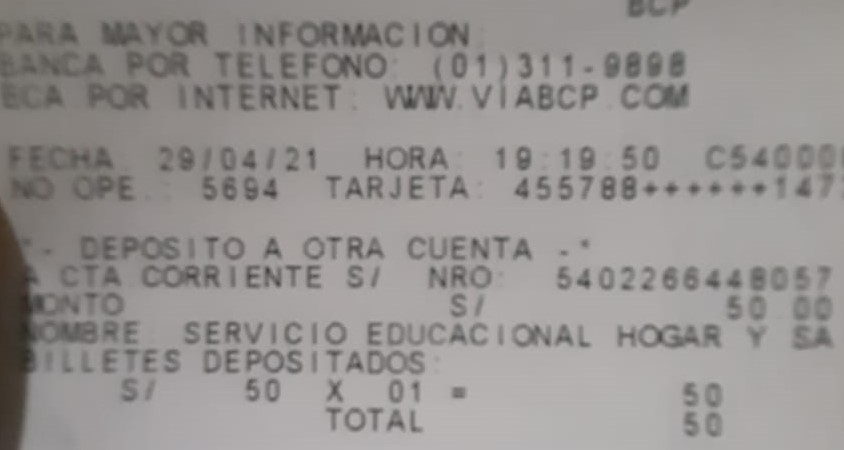 BCP
PARA MAYOR INFORMACION:
BANCA POR TELEFONO: (01)311-9898
BCA POR INTERNET: WWW.VIABCP.COM
FECHA: 29/04/21 HORA: 19:19:50 C54000
NO OPE.: 5694 TARJETA: 455788++++++147
*- DEPOSITO A OTRA CUENTA -*
A CTA CORRIENTE S/ NRO: 5402266448057
MONTO S/ 50.00
NOMBRE: SERVICIO EDUCACIONAL HOGAR Y SA
BILLETES DEPOSITADOS:
S/ 50 X 01 = 50
TOTAL 50